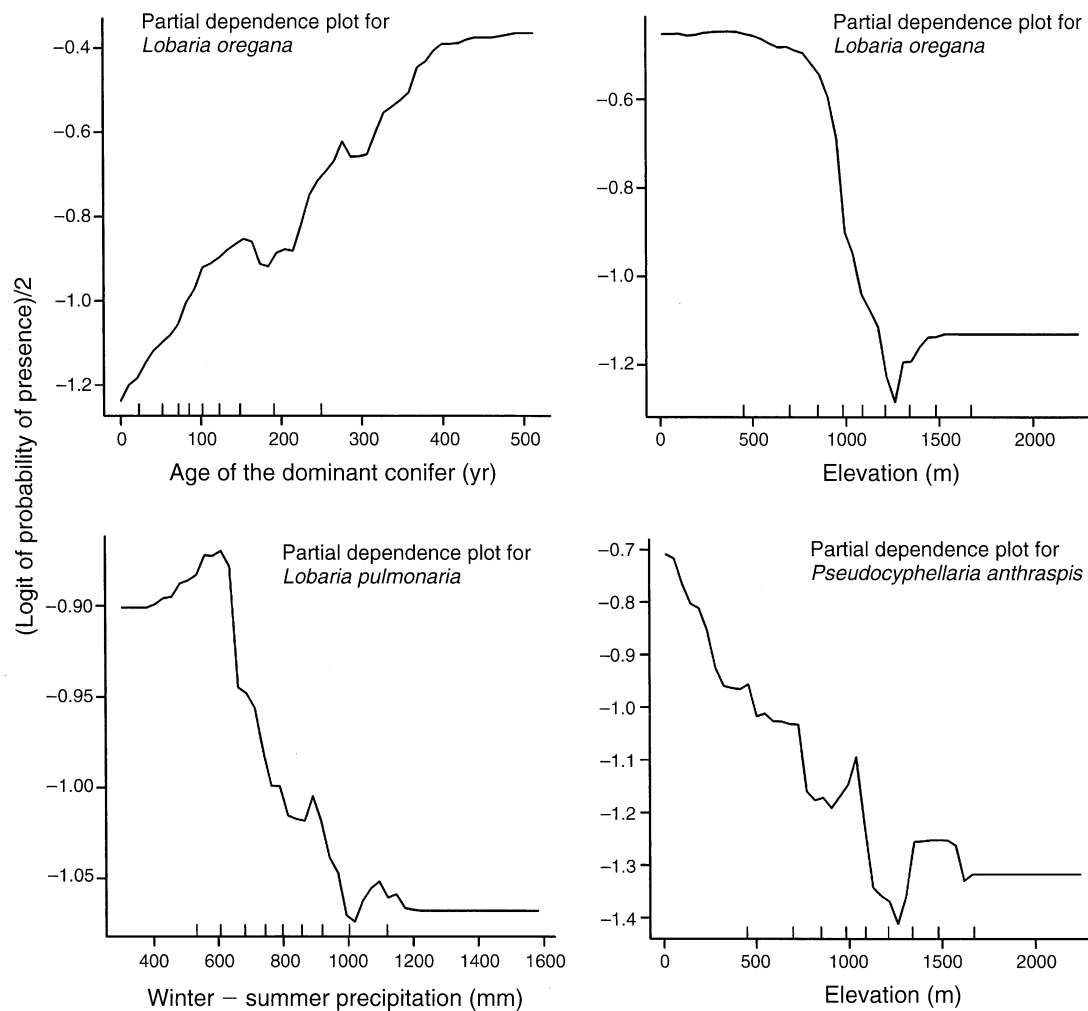 Partial dependence plot for
Lobaria oregana
−0.4
−0.6
−0.8
−1.0
−1.2
0 100 200 300 400 500
Age of the dominant conifer (yr)
Partial dependence plot for
Lobaria oregana
−0.6
−0.8
−1.0
−1.2
0 500 1000 1500 2000
Elevation (m)
(Logit of probability of presence)/2
Partial dependence plot for
Lobaria pulmonaria
−0.90
−0.95
−1.00
−1.05
400 600 800 1000 1200 1400 1600
Winter − summer precipitation (mm)
Partial dependence plot for
Pseudocyphellaria anthraspis
−0.7
−0.8
−0.9
−1.0
−1.1
−1.2
−1.3
−1.4
0 500 1000 1500 2000
Elevation (m)